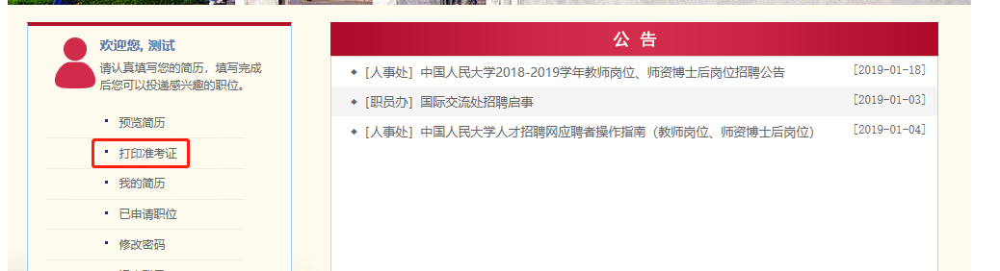 欢迎您, 测试
请认真填写您的简历，填写完成
后您可以投递感兴趣的职位。
预览简历
打印准考证
我的简历
已申请职位
修改密码
公 告
[人事处] 中国人民大学2018-2019学年教师岗位、师资博士后岗位招聘公告 [2019-01-18]
[职员办] 国际交流处招聘启事 [2019-01-03]
[人事处] 中国人民大学人才招聘网应聘者操作指南（教师岗位、师资博士后岗位） [2019-01-04]